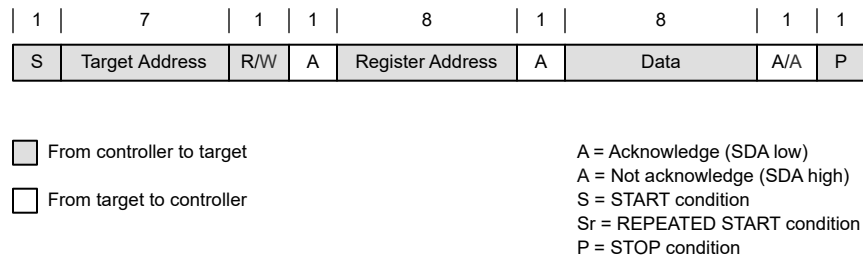 1 7 1 1 8 1 8 1 1
S Target Address R/W A Register Address A Data A/A P
From controller to target
From target to controller
A = Acknowledge (SDA low)
A = Not acknowledge (SDA high)
S = START condition
Sr = REPEATED START condition
P = STOP condition